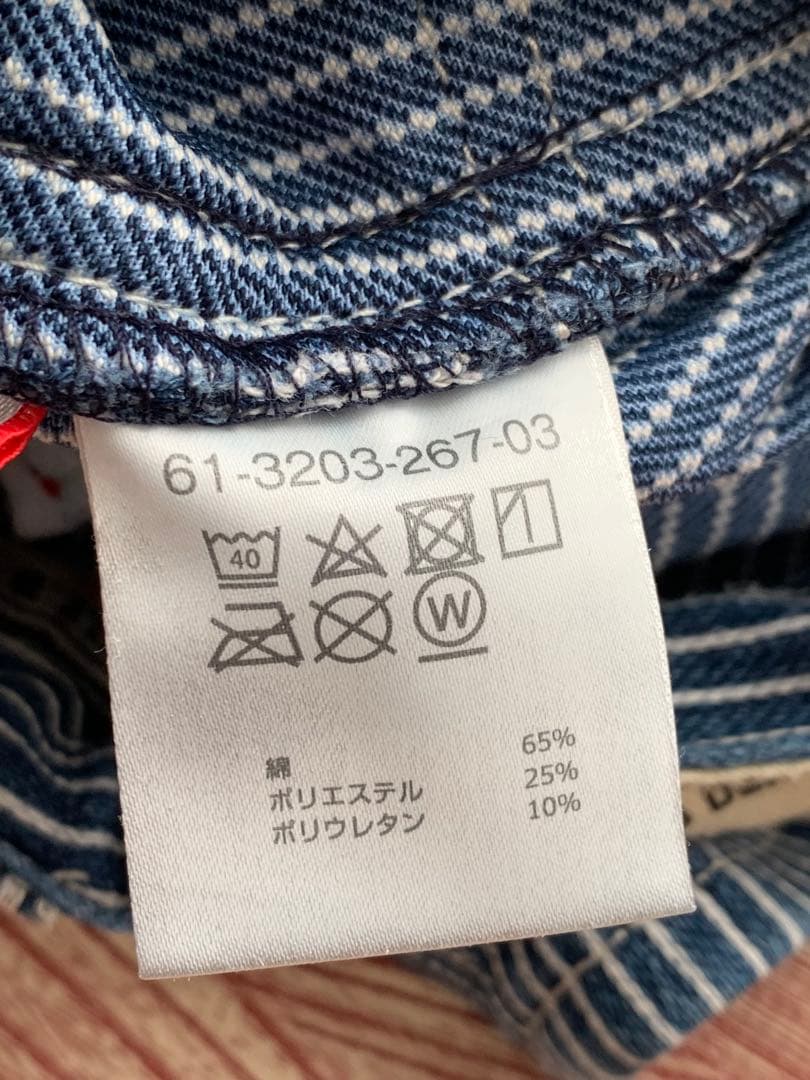 61-3203-267-03
40
W
綿 65%
ポリエステル 25%
ポリウレタン 10%